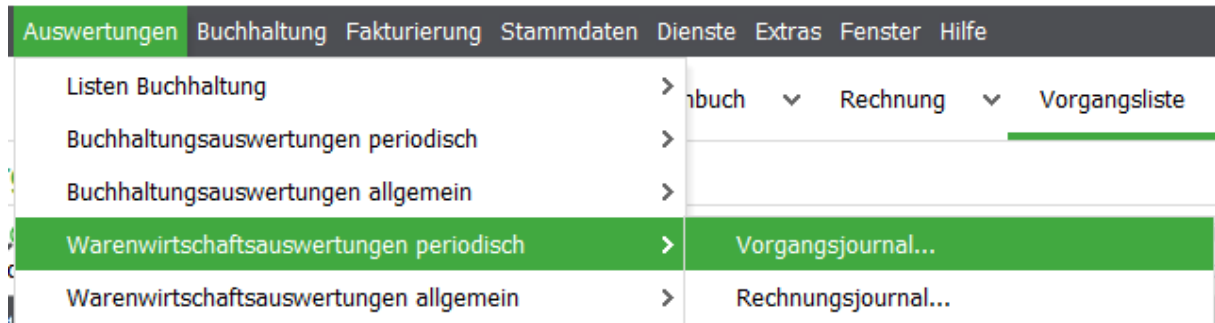 Auswertungen Buchhaltung Fakturierung Stammdaten Dienste Extras Fenster Hilfe
Listen Buchhaltung
Rechnung Vorgangsliste
Buchhaltungsauswertungen periodisch
Buchhaltungsauswertungen allgemein
Warenwirtschaftsauswertungen periodisch Vorgangsjournal...
Warenwirtschaftsauswertungen allgemein Rechnungsjournal...